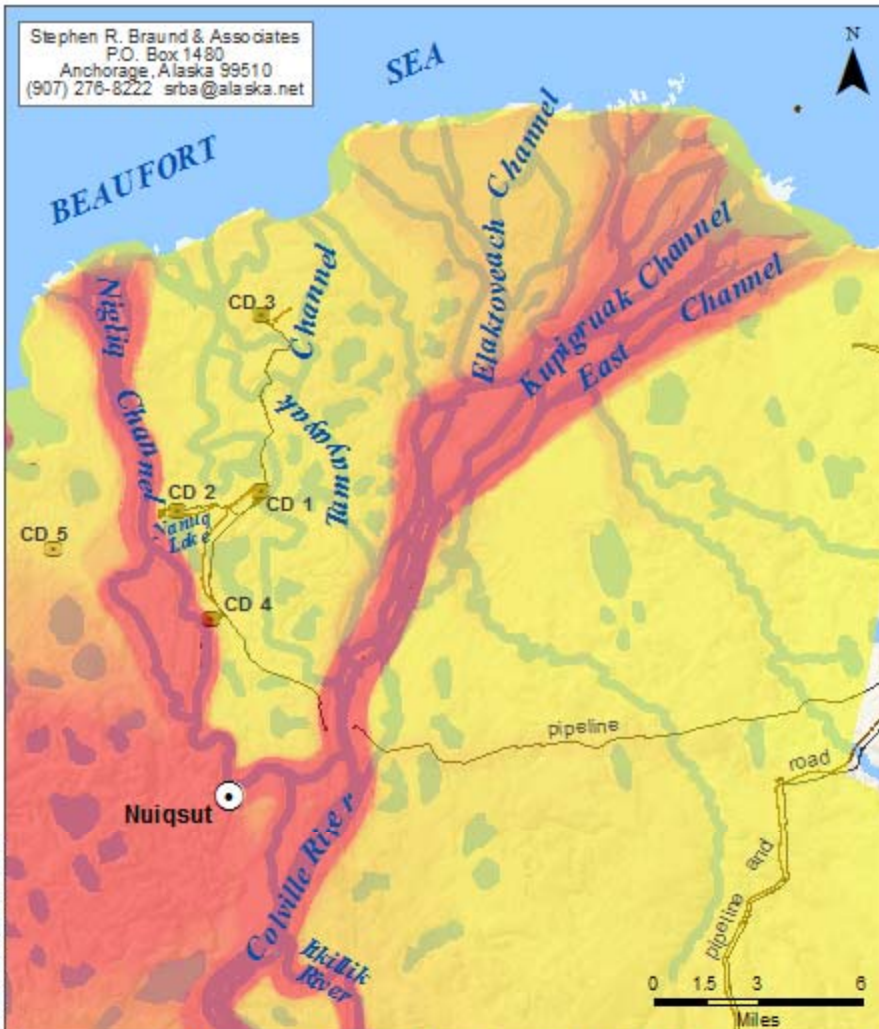 Stephen R. Braund & Associates
P.O. Box 1480
Anchorage, Alaska 99510
(907) 276-8222 srba@alaska.net
N
BEAUFORT SEA
Nigliq Channel
Tamayayak Channel
Elaktoveach Channel
Kupigruak Channel
East Channel
CD 3
CD 2
CD 1
Nanuq
Lake
CD 5
CD 4
pipeline
road
Nuiqsut
Colville River
pipeline and
Itkillik
River
0 1.5 3 6
Miles